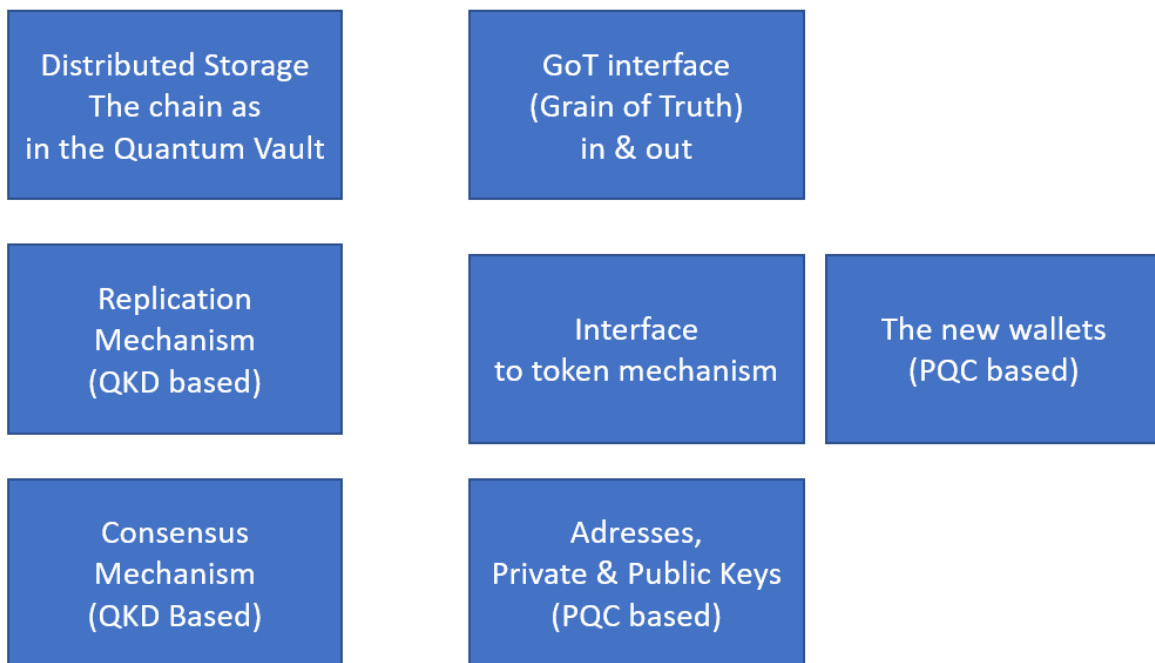 Distributed Storage
The chain as
in the Quantum Vault
GoT interface
(Grain of Truth)
in & out
Replication
Mechanism
(QKD based)
Interface
to token mechanism
The new wallets
(PQC based)
Consensus
Mechanism
(QKD Based)
Adresses,
Private & Public Keys
(PQC based)